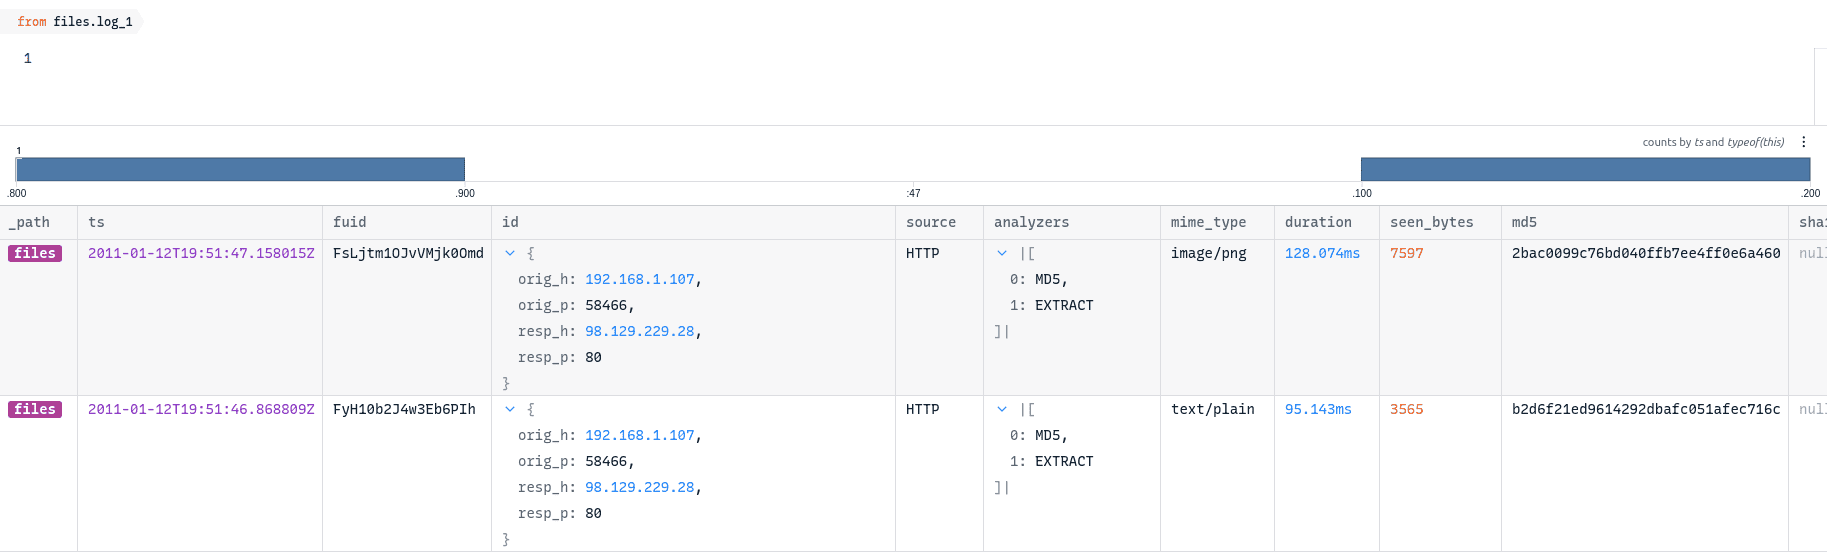 from files.log_1
1
counts by ts and typeof(this)
1
.800 .900 :47 .100 .200
_path ts fuid id source analyzers mime_type duration seen_bytes md5
files 2011-01-12T19:51:47.158015Z FsLjtm1OJvVMjk0Omd { HTTP |[ image/png 128.074ms 7597 2bac0099c76bd040ffb7ee4ff0e6a460
orig_h: 192.168.1.107, 0: MD5,
orig_p: 58466, 1: EXTRACT
resp_h: 98.129.229.28, ]|
resp_p: 80
}
files 2011-01-12T19:51:46.868809Z FyH10b2J4w3Eb6PIh { HTTP |[ text/plain 95.143ms 3565 b2d6f21ed9614292dbafc051afec716c
orig_h: 192.168.1.107, 0: MD5,
orig_p: 58466, 1: EXTRACT
resp_h: 98.129.229.28, ]|
resp_p: 80
}